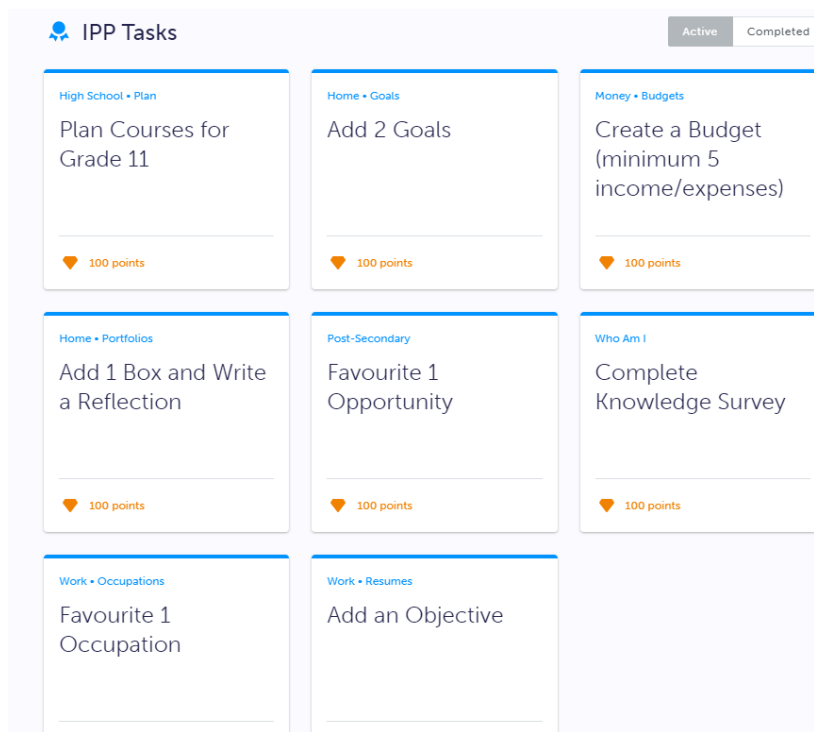 IPP Tasks
Active
Completed
High School • Plan
Plan Courses for
Grade 11
100 points
Home • Goals
Add 2 Goals
100 points
Money • Budgets
Create a Budget
(minimum 5
income/expenses)
100 points
Home • Portfolios
Add 1 Box and Write
a Reflection
100 points
Post-Secondary
Favourite 1
Opportunity
100 points
Who Am I
Complete
Knowledge Survey
100 points
Work • Occupations
Favourite 1
Occupation
Work • Resumes
Add an Objective